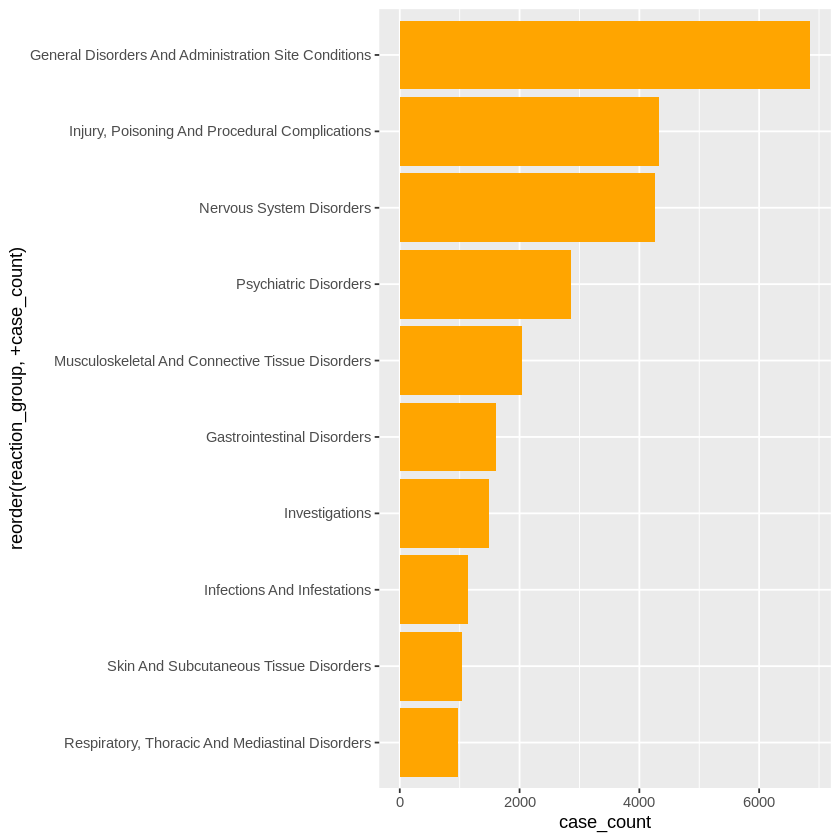 General Disorders And Administration Site Conditions
Injury, Poisoning And Procedural Complications
Nervous System Disorders
Psychiatric Disorders
Musculoskeletal And Connective Tissue Disorders
Gastrointestinal Disorders
Investigations
Infections And Infestations
Skin And Subcutaneous Tissue Disorders
Respiratory, Thoracic And Mediastinal Disorders
reorder(reaction_group, +case_count)
0 2000 4000 6000
case_count